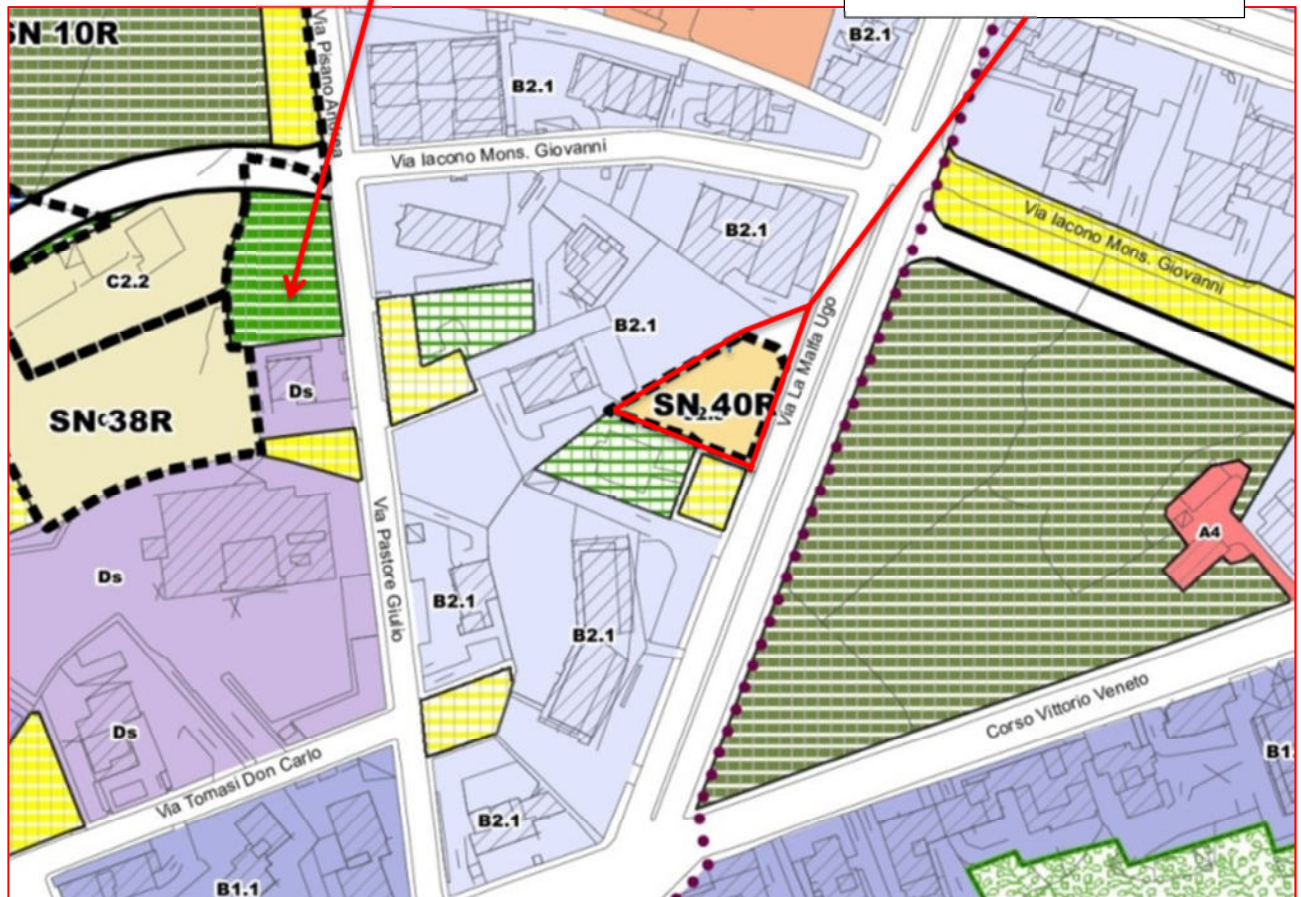 SN 10R
Via Pisano Andrea
B2.1
B2.1
Via Iacono Mons. Giovanni
Via Iacono Mons. Giovanni
B2.1
C2.2
B2.1
Via La Malfa Ugo
Ds
SN 40R
SN 38R
A4
Via Pastore Giulio
Ds
B2.1
B2.1
Corso Vittorio Veneto
Ds
B1.
Via Tomasi Don Carlo
B2.1
B1.1